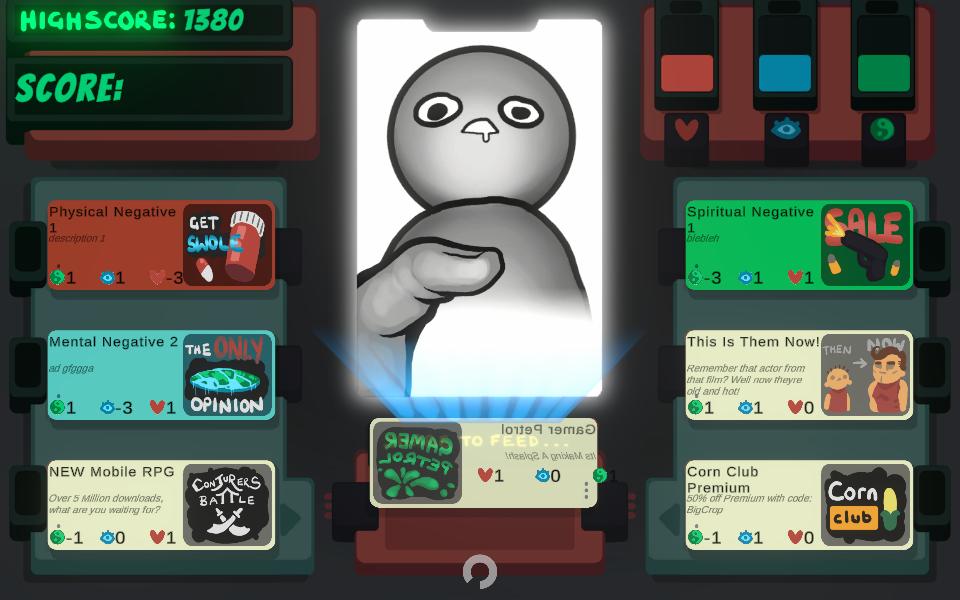 HIGHSCORE: 1380
SCORE:
Physical Negative
1
description 1
1 1 -3
GET
SWOLE
Mental Negative 2
ad gfggga
1 -3 1
THE ONLY
OPINION
NEW Mobile RPG
Over 5 Million downloads,
what are you waiting for?
-1 0 1
CONJURERS
BATTLE
Gamer Petrol
Its Making A Splash!
TO FEED...
1 0 1
GAMER
PETROL
Spiritual Negative
1
blebleh
-3 1 1
SALE
This Is Them Now!
Remember that actor from
that film? Well now theyre
old and hot!
1 1 0
THEN NOW
Corn Club
Premium
50% off Premium with code:
BigCrop
-1 1 0
Corn
club